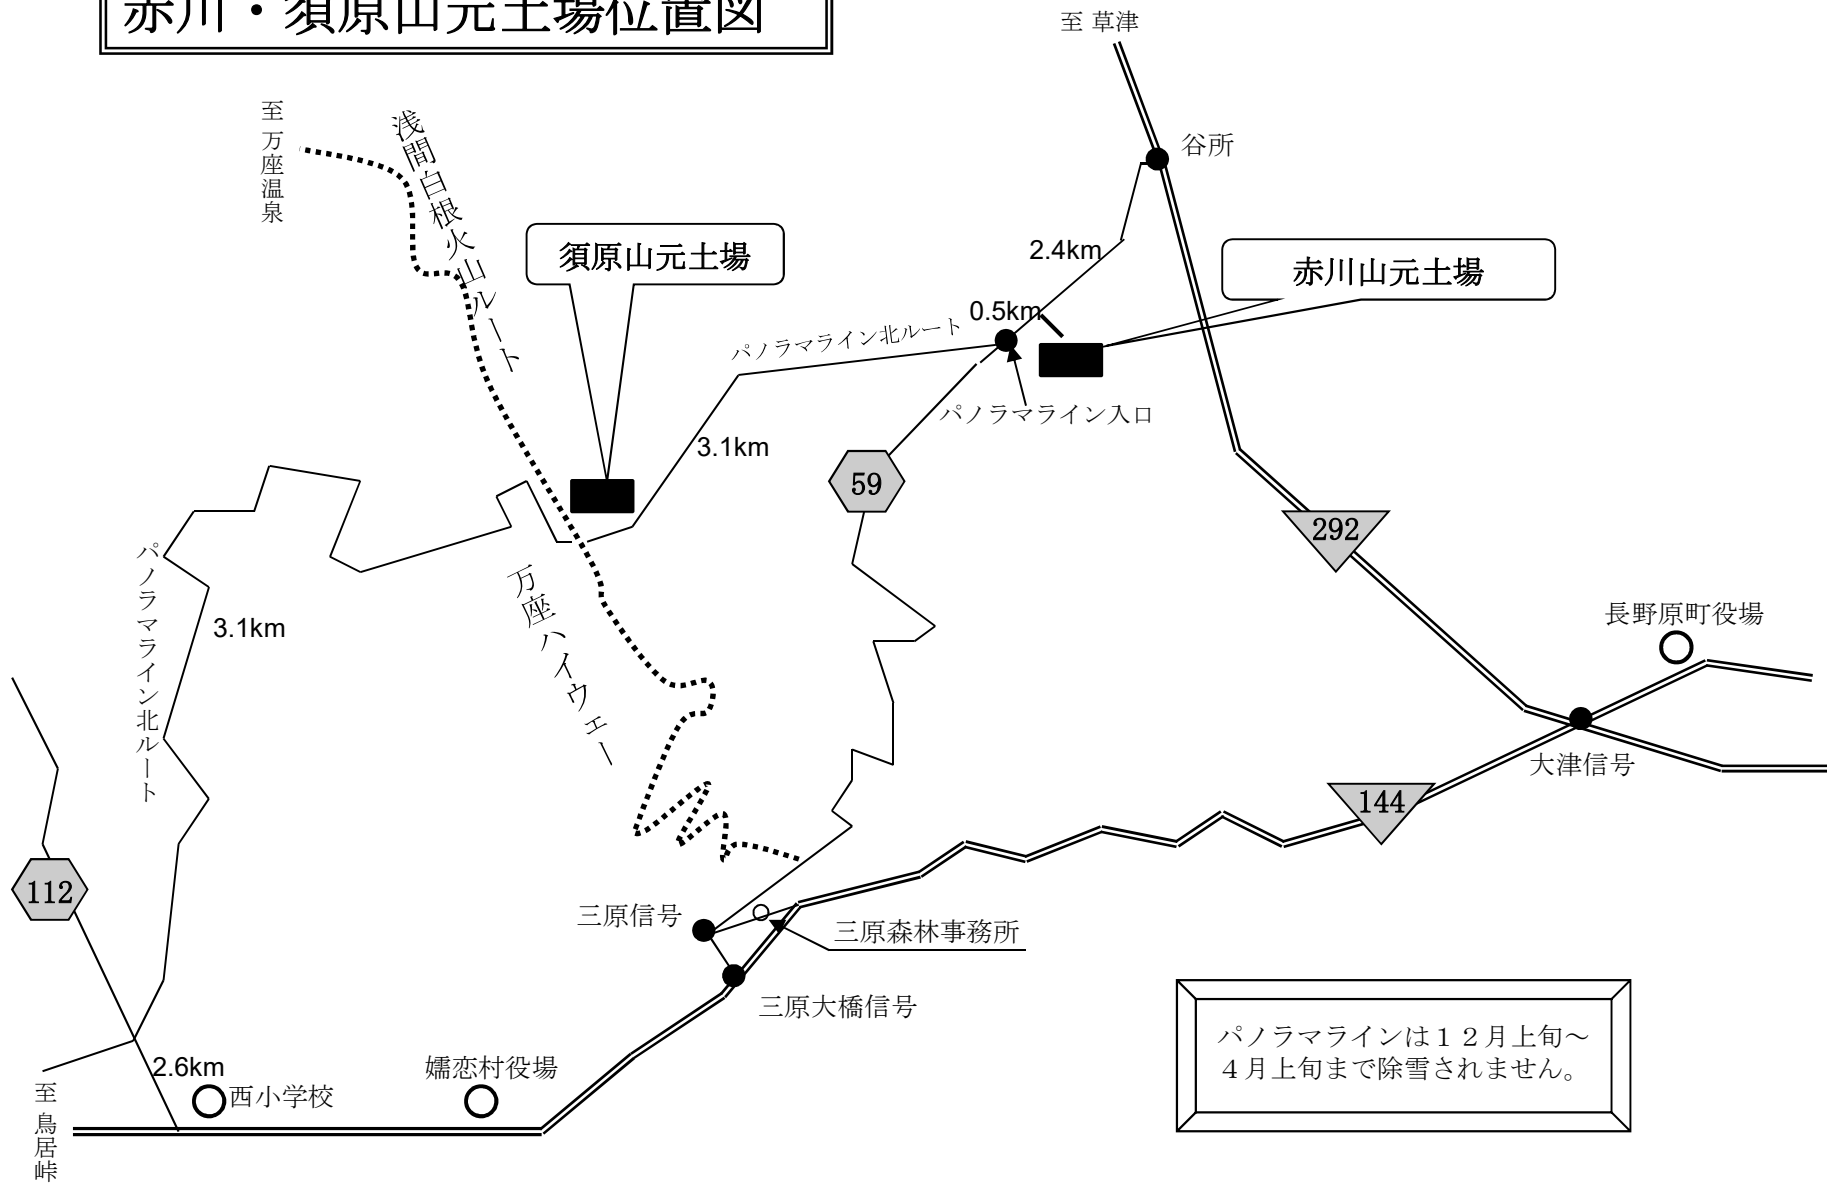 赤川・須原山元土場位置図
至 草津
至 万座温泉
浅間白根火山ルート
谷所
須原山元土場
2.4km
赤川山元土場
0.5km
パノラマライン北ルート
パノラマライン入口
3.1km
59
292
パノラマライン北ルート
万座ハイウェー
3.1km
長野原町役場
大津信号
144
112
三原信号
三原森林事務所
三原大橋信号
パノラマラインは１２月上旬～
４月上旬まで除雪されません。
2.6km
嬬恋村役場
西小学校
至 鳥居峠